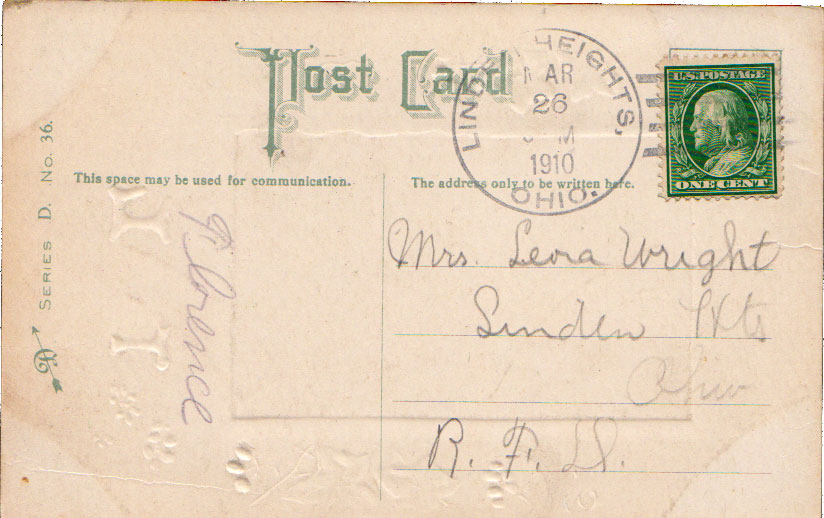 Post Card
LINDEN HEIGHTS,
MAR
26
M
1910
OHIO.
U.S. POSTAGE
ONE CENT
This space may be used for communication.
The address only to be written here.
SERIES D. No. 36.
Florence
Mrs. Levia Wright
Linden Hts
Ohio
R. F. D.